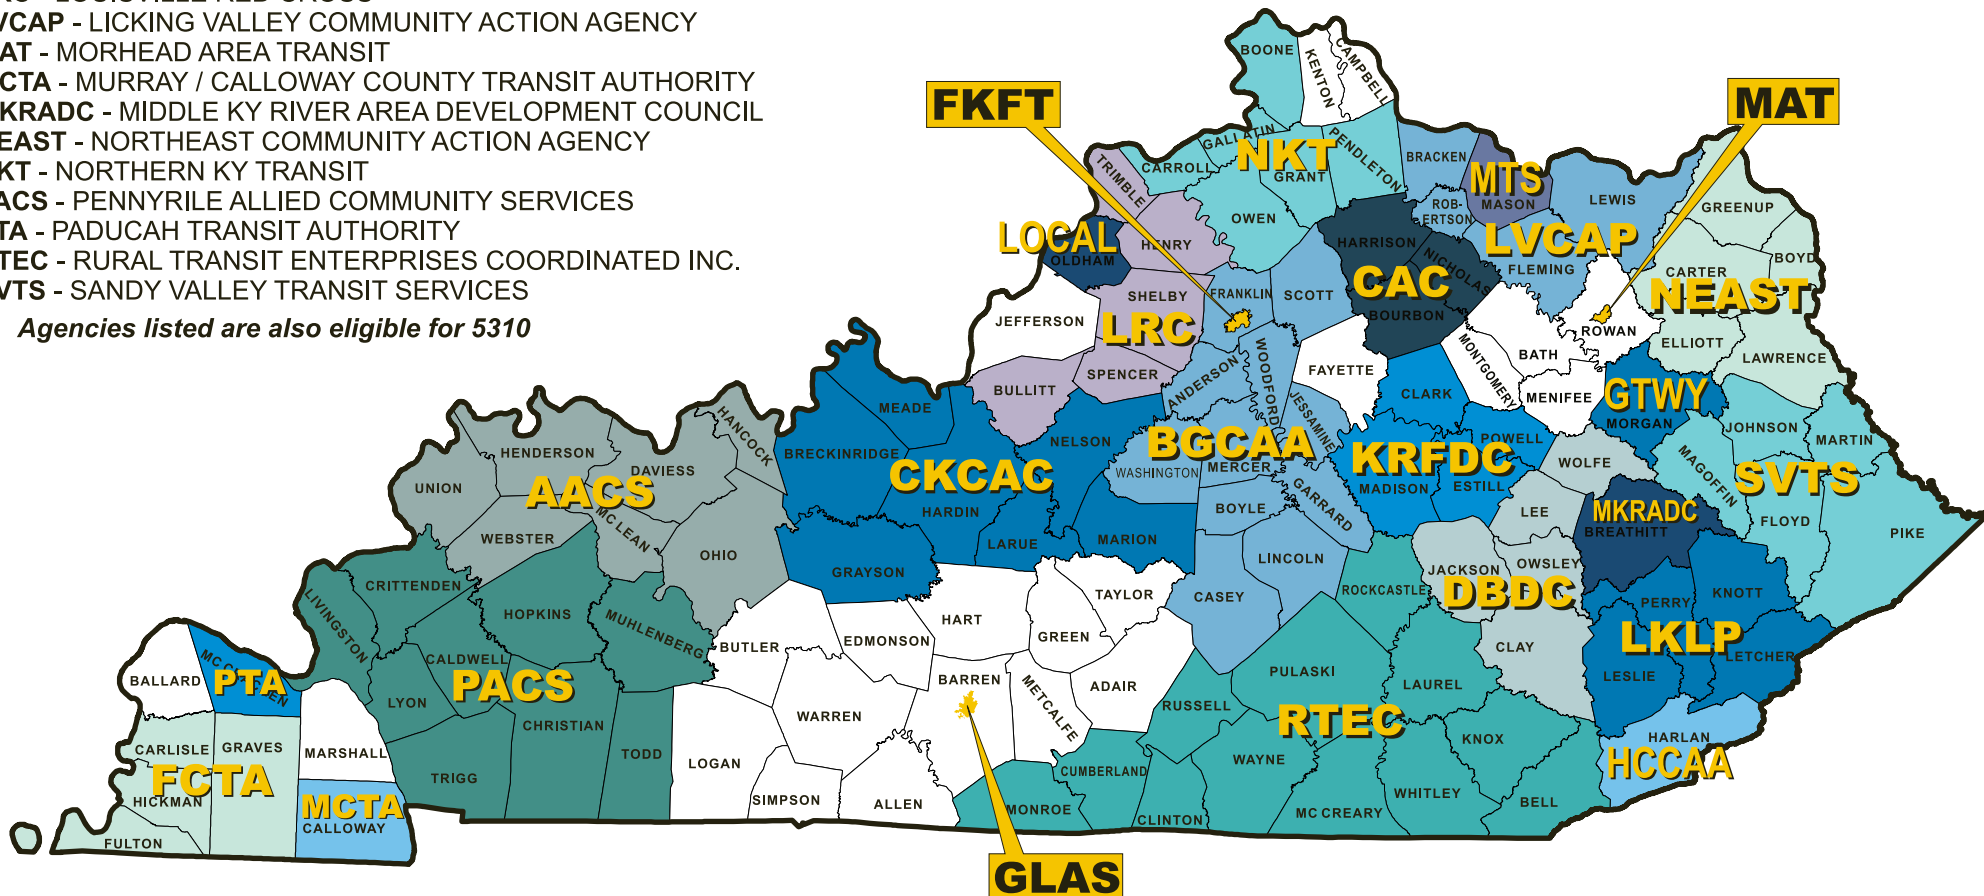 LICKING VALLEY COMMUNITY ACTION AGENCY
VCAP - LICKING VALLEY COMMUNITY ACTION AGENCY
AT - MORHEAD AREA TRANSIT
CTA - MURRAY / CALLOWAY COUNTY TRANSIT AUTHORITY
KRADC - MIDDLE KY RIVER AREA DEVELOPMENT COUNCIL
EAST - NORTHEAST COMMUNITY ACTION AGENCY
KT - NORTHERN KY TRANSIT
ACS - PENNYRILE ALLIED COMMUNITY SERVICES
TA - PADUCAH TRANSIT AUTHORITY
TEC - RURAL TRANSIT ENTERPRISES COORDINATED INC.
VTS - SANDY VALLEY TRANSIT SERVICES
Agencies listed are also eligible for 5310
FKFT
MAT
GLAS
BOONE
KENTON
CAMPBELL
GALLATIN
NKT
PENDLETON
CARROLL
GRANT
OWEN
TRIMBLE
HENRY
LOCAL
OLDHAM
SHELBY
LRC
JEFFERSON
SPENCER
BULLITT
BRACKEN
MTS
MASON
LEWIS
ROB-
ERTSON
LVCAP
FLEMING
HARRISON
NICHOLAS
CAC
BOURBON
GREENUP
BOYD
CARTER
NEAST
ELLIOTT
LAWRENCE
ROWAN
BATH
MONTGOMERY
MENIFEE
FAYETTE
FRANKLIN
SCOTT
WOODFORD
ANDERSON
JESSAMINE
BGCAA
WASHINGTON
MERCER
GARRARD
BOYLE
LINCOLN
CASEY
CLARK
POWELL
KRFDC
MADISON
ESTILL
GTWY
MORGAN
JOHNSON
MARTIN
MAGOFFIN
SVTS
FLOYD
PIKE
WOLFE
LEE
MKRADC
BREATHITT
JACKSON
OWSLEY
DBDC
CLAY
PERRY
KNOTT
LKLP
LESLIE
LETCHER
HARLAN
HCCAA
MEADE
BRECKINRIDGE
NELSON
CKCAC
HARDIN
LARUE
MARION
GRAYSON
HANCOCK
HENDERSON
DAVIESS
UNION
AACS
MC LEAN
WEBSTER
OHIO
CRITTENDEN
LIVINGSTON
HOPKINS
MUHLENBERG
CALDWELL
PACS
LYON
CHRISTIAN
TODD
TRIGG
BALLARD
PTA
CARLISLE
GRAVES
MARSHALL
FCTA
HICKMAN
FULTON
MCTA
CALLOWAY
BUTLER
EDMONSON
HART
GREEN
TAYLOR
BARREN
METCALFE
ADAIR
WARREN
LOGAN
SIMPSON
ALLEN
ROCKCASTLE
PULASKI
LAUREL
RUSSELL
RTEC
WAYNE
KNOX
CUMBERLAND
MONROE
CLINTON
MC CREARY
WHITLEY
BELL